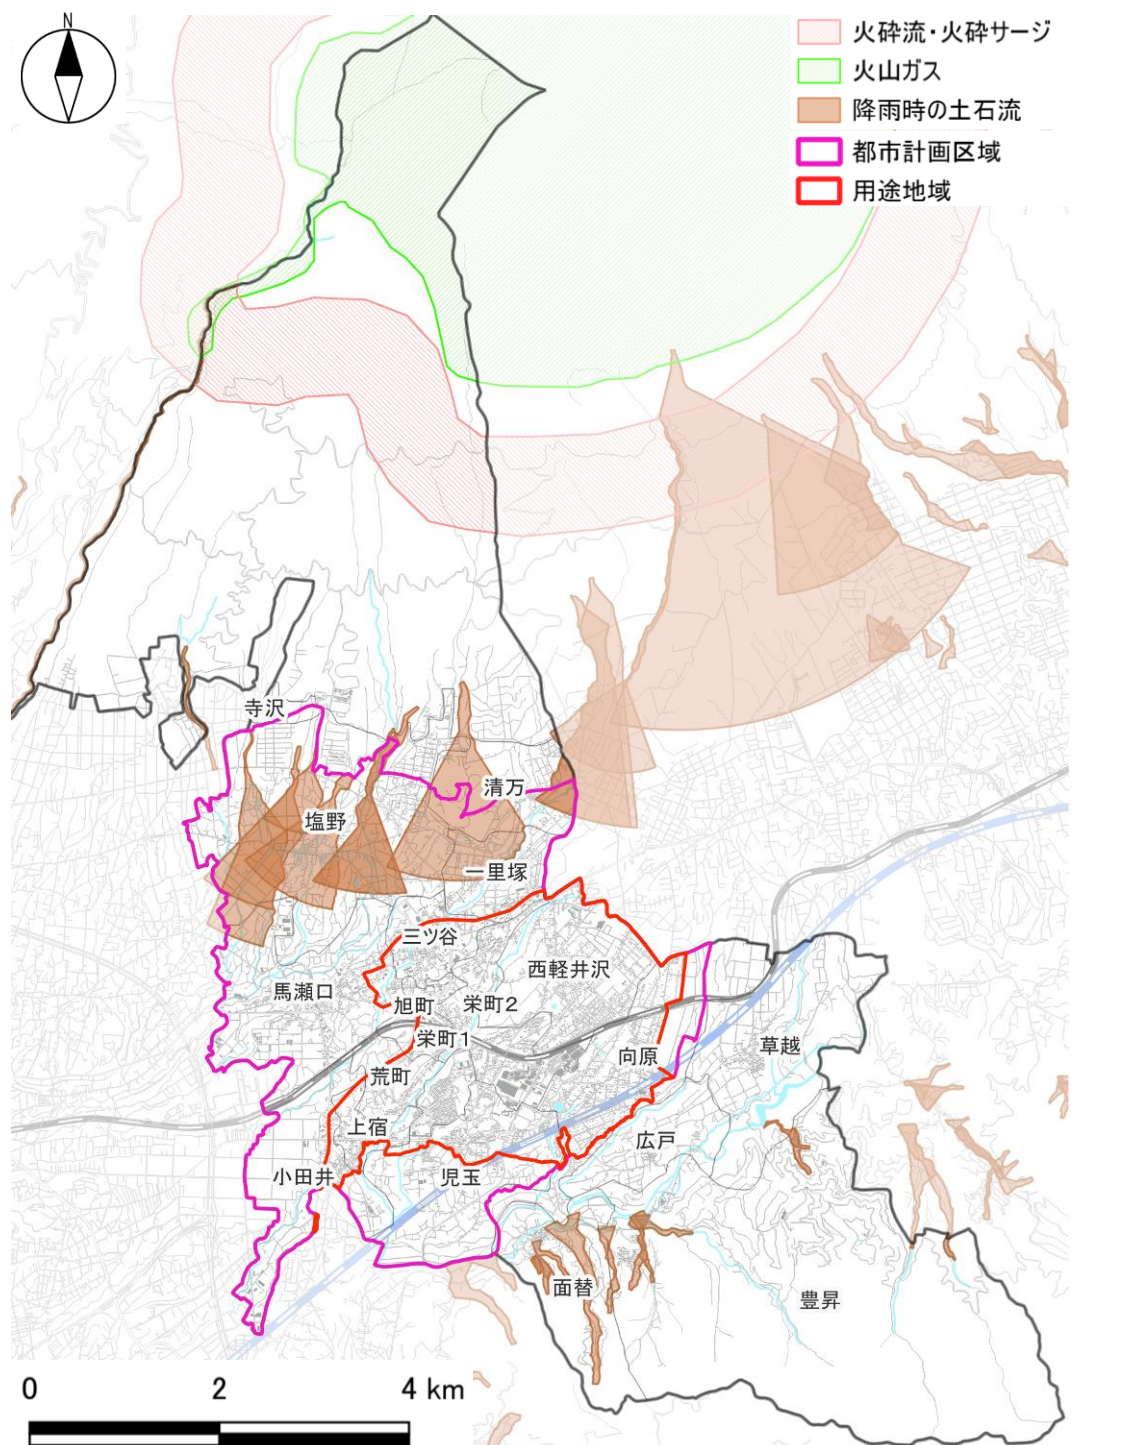 N
火砕流・火砕サージ
火山ガス
降雨時の土石流
都市計画区域
用途地域
寺沢
清万
塩野
一里塚
三ツ谷
西軽井沢
馬瀬口
旭町
栄町2
栄町1
向原
草越
荒町
上宿
広戸
小田井
児玉
面替
豊昇
0 2 4 km